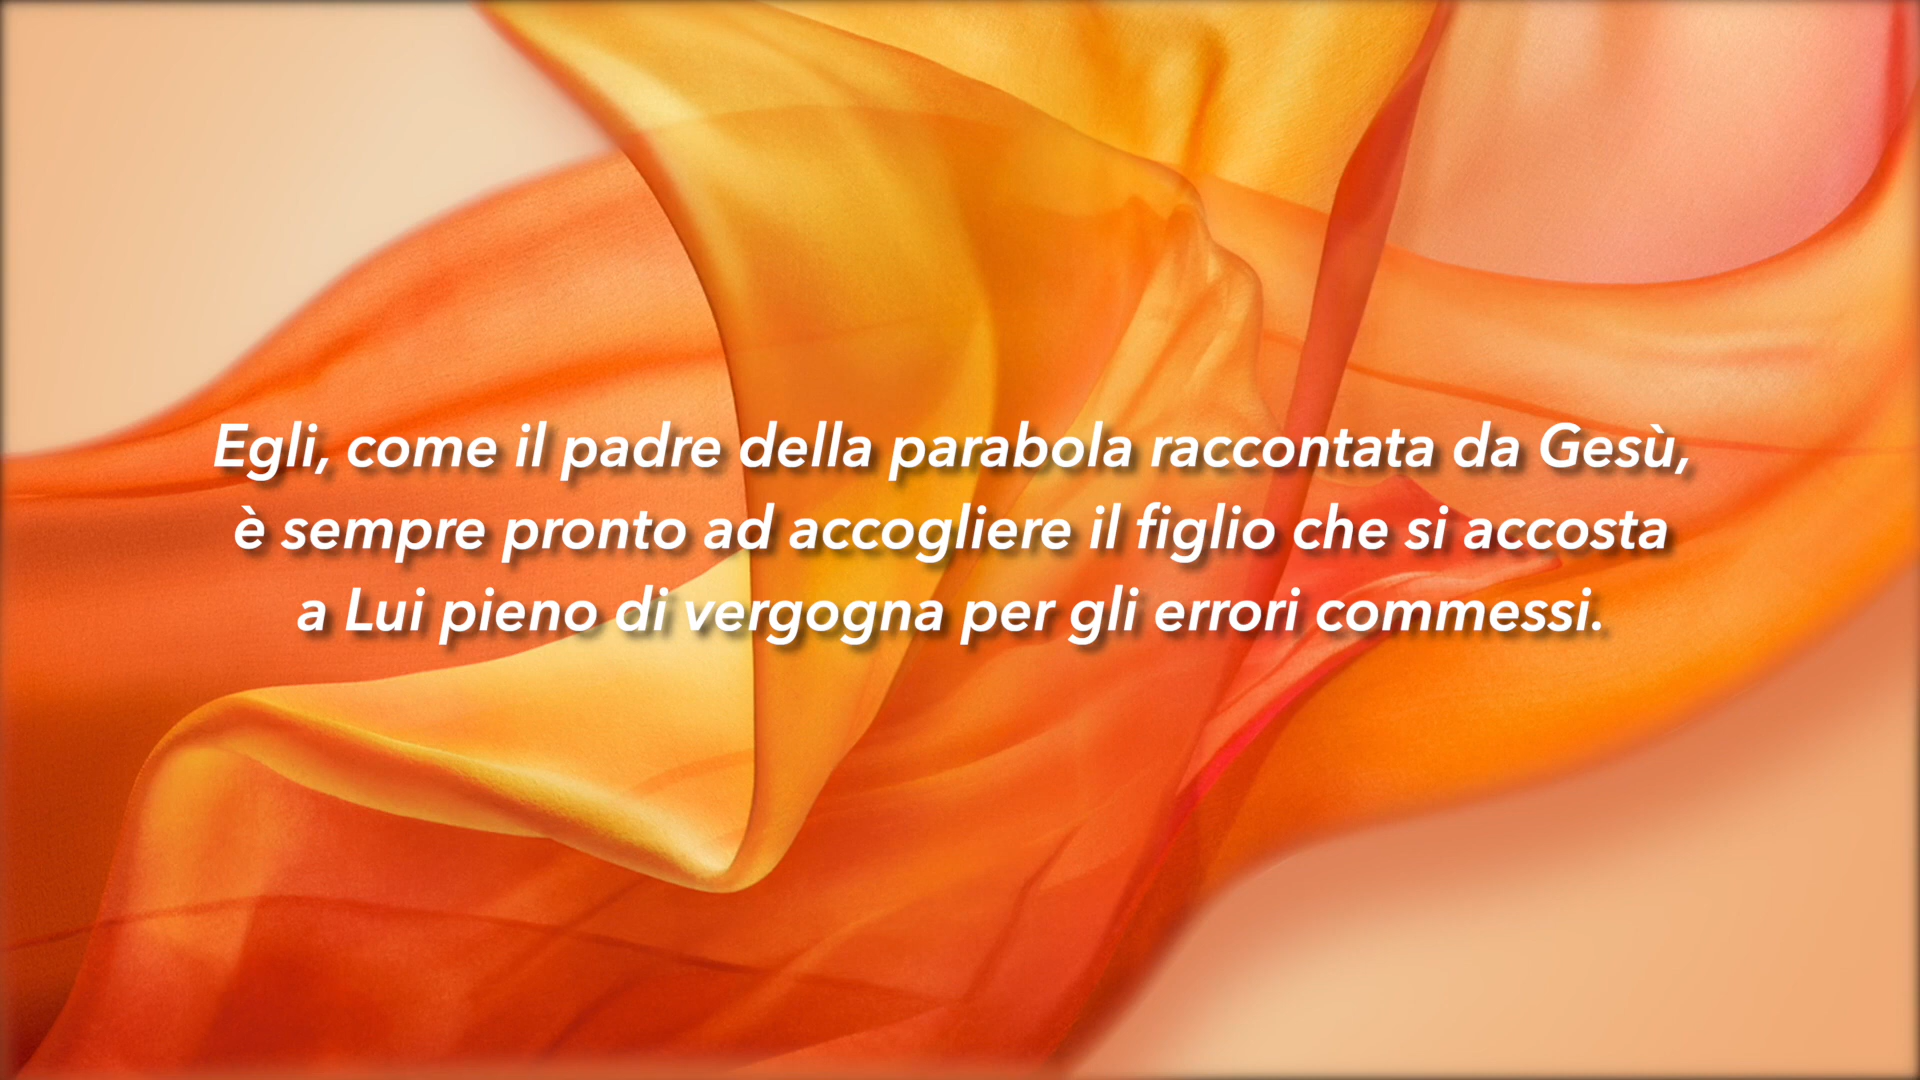 Egli, come il padre della parabola raccontata da Gesù,
è sempre pronto ad accogliere il figlio che si accosta
a Lui pieno di vergogna per gli errori commessi.